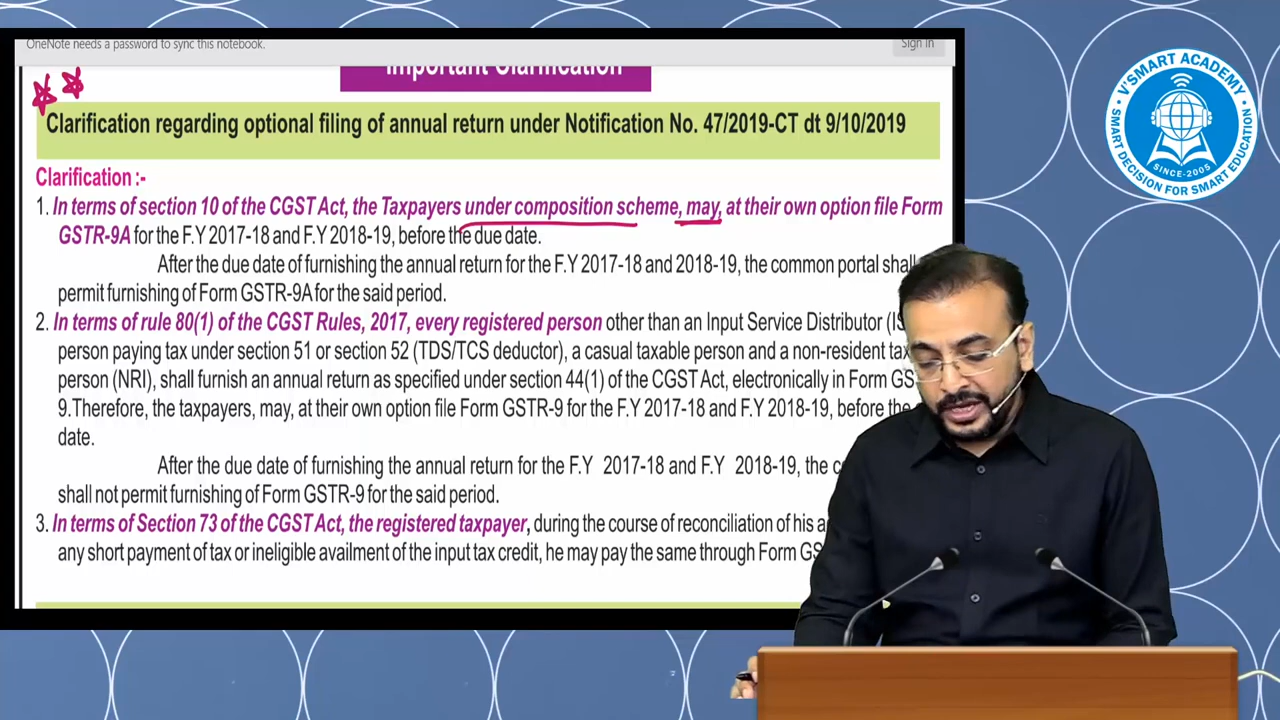 OneNote needs a password to sync this notebook.
Sign in
Important Clarification
Clarification regarding optional filing of annual return under Notification No. 47/2019-CT dt 9/10/2019
Clarification :-
1. In terms of section 10 of the CGST Act, the Taxpayers under composition scheme, may, at their own option file Form
GSTR-9A for the F.Y 2017-18 and F.Y 2018-19, before the due date.
After the due date of furnishing the annual return for the F.Y 2017-18 and 2018-19, the common portal shall
permit furnishing of Form GSTR-9A for the said period.
2. In terms of rule 80(1) of the CGST Rules, 2017, every registered person other than an Input Service Distributor
person paying tax under section 51 or section 52 (TDS/TCS deductor), a casual taxable person and a non-resident
person (NRI), shall furnish an annual return as specified under section 44(1) of the CGST Act, electronically in Form
9.Therefore, the taxpayers, may, at their own option file Form GSTR-9 for the F.Y 2017-18 and F.Y 2018-19, before the
date.
After the due date of furnishing the annual return for the F.Y 2017-18 and F.Y 2018-19, the
shall not permit furnishing of Form GSTR-9 for the said period.
3. In terms of Section 73 of the CGST Act, the registered taxpayer, during the course of reconciliation of his
any short payment of tax or ineligible availment of the input tax credit, he may pay the same through Form
V'SMART ACADEMY
SINCE-2005
SMART DECISION FOR SMART EDUCATION